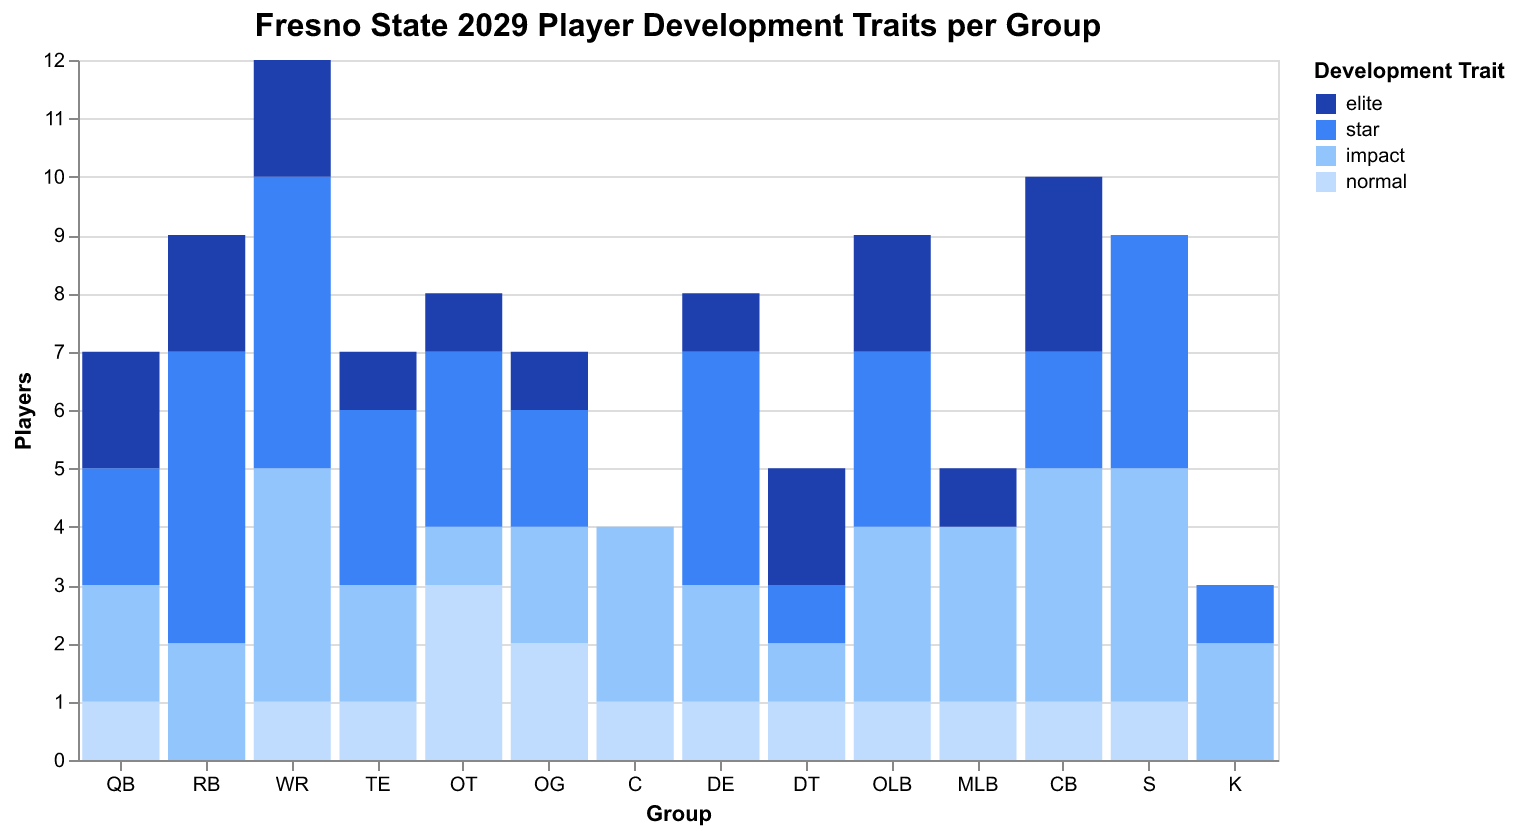 Fresno State 2029 Player Development Traits per Group
12
11
10
9
8
7
6
5
4
3
2
1
0
Players
QB RB WR TE OT OG C DE DT OLB MLB CB S K
Group
Development Trait
elite
star
impact
normal